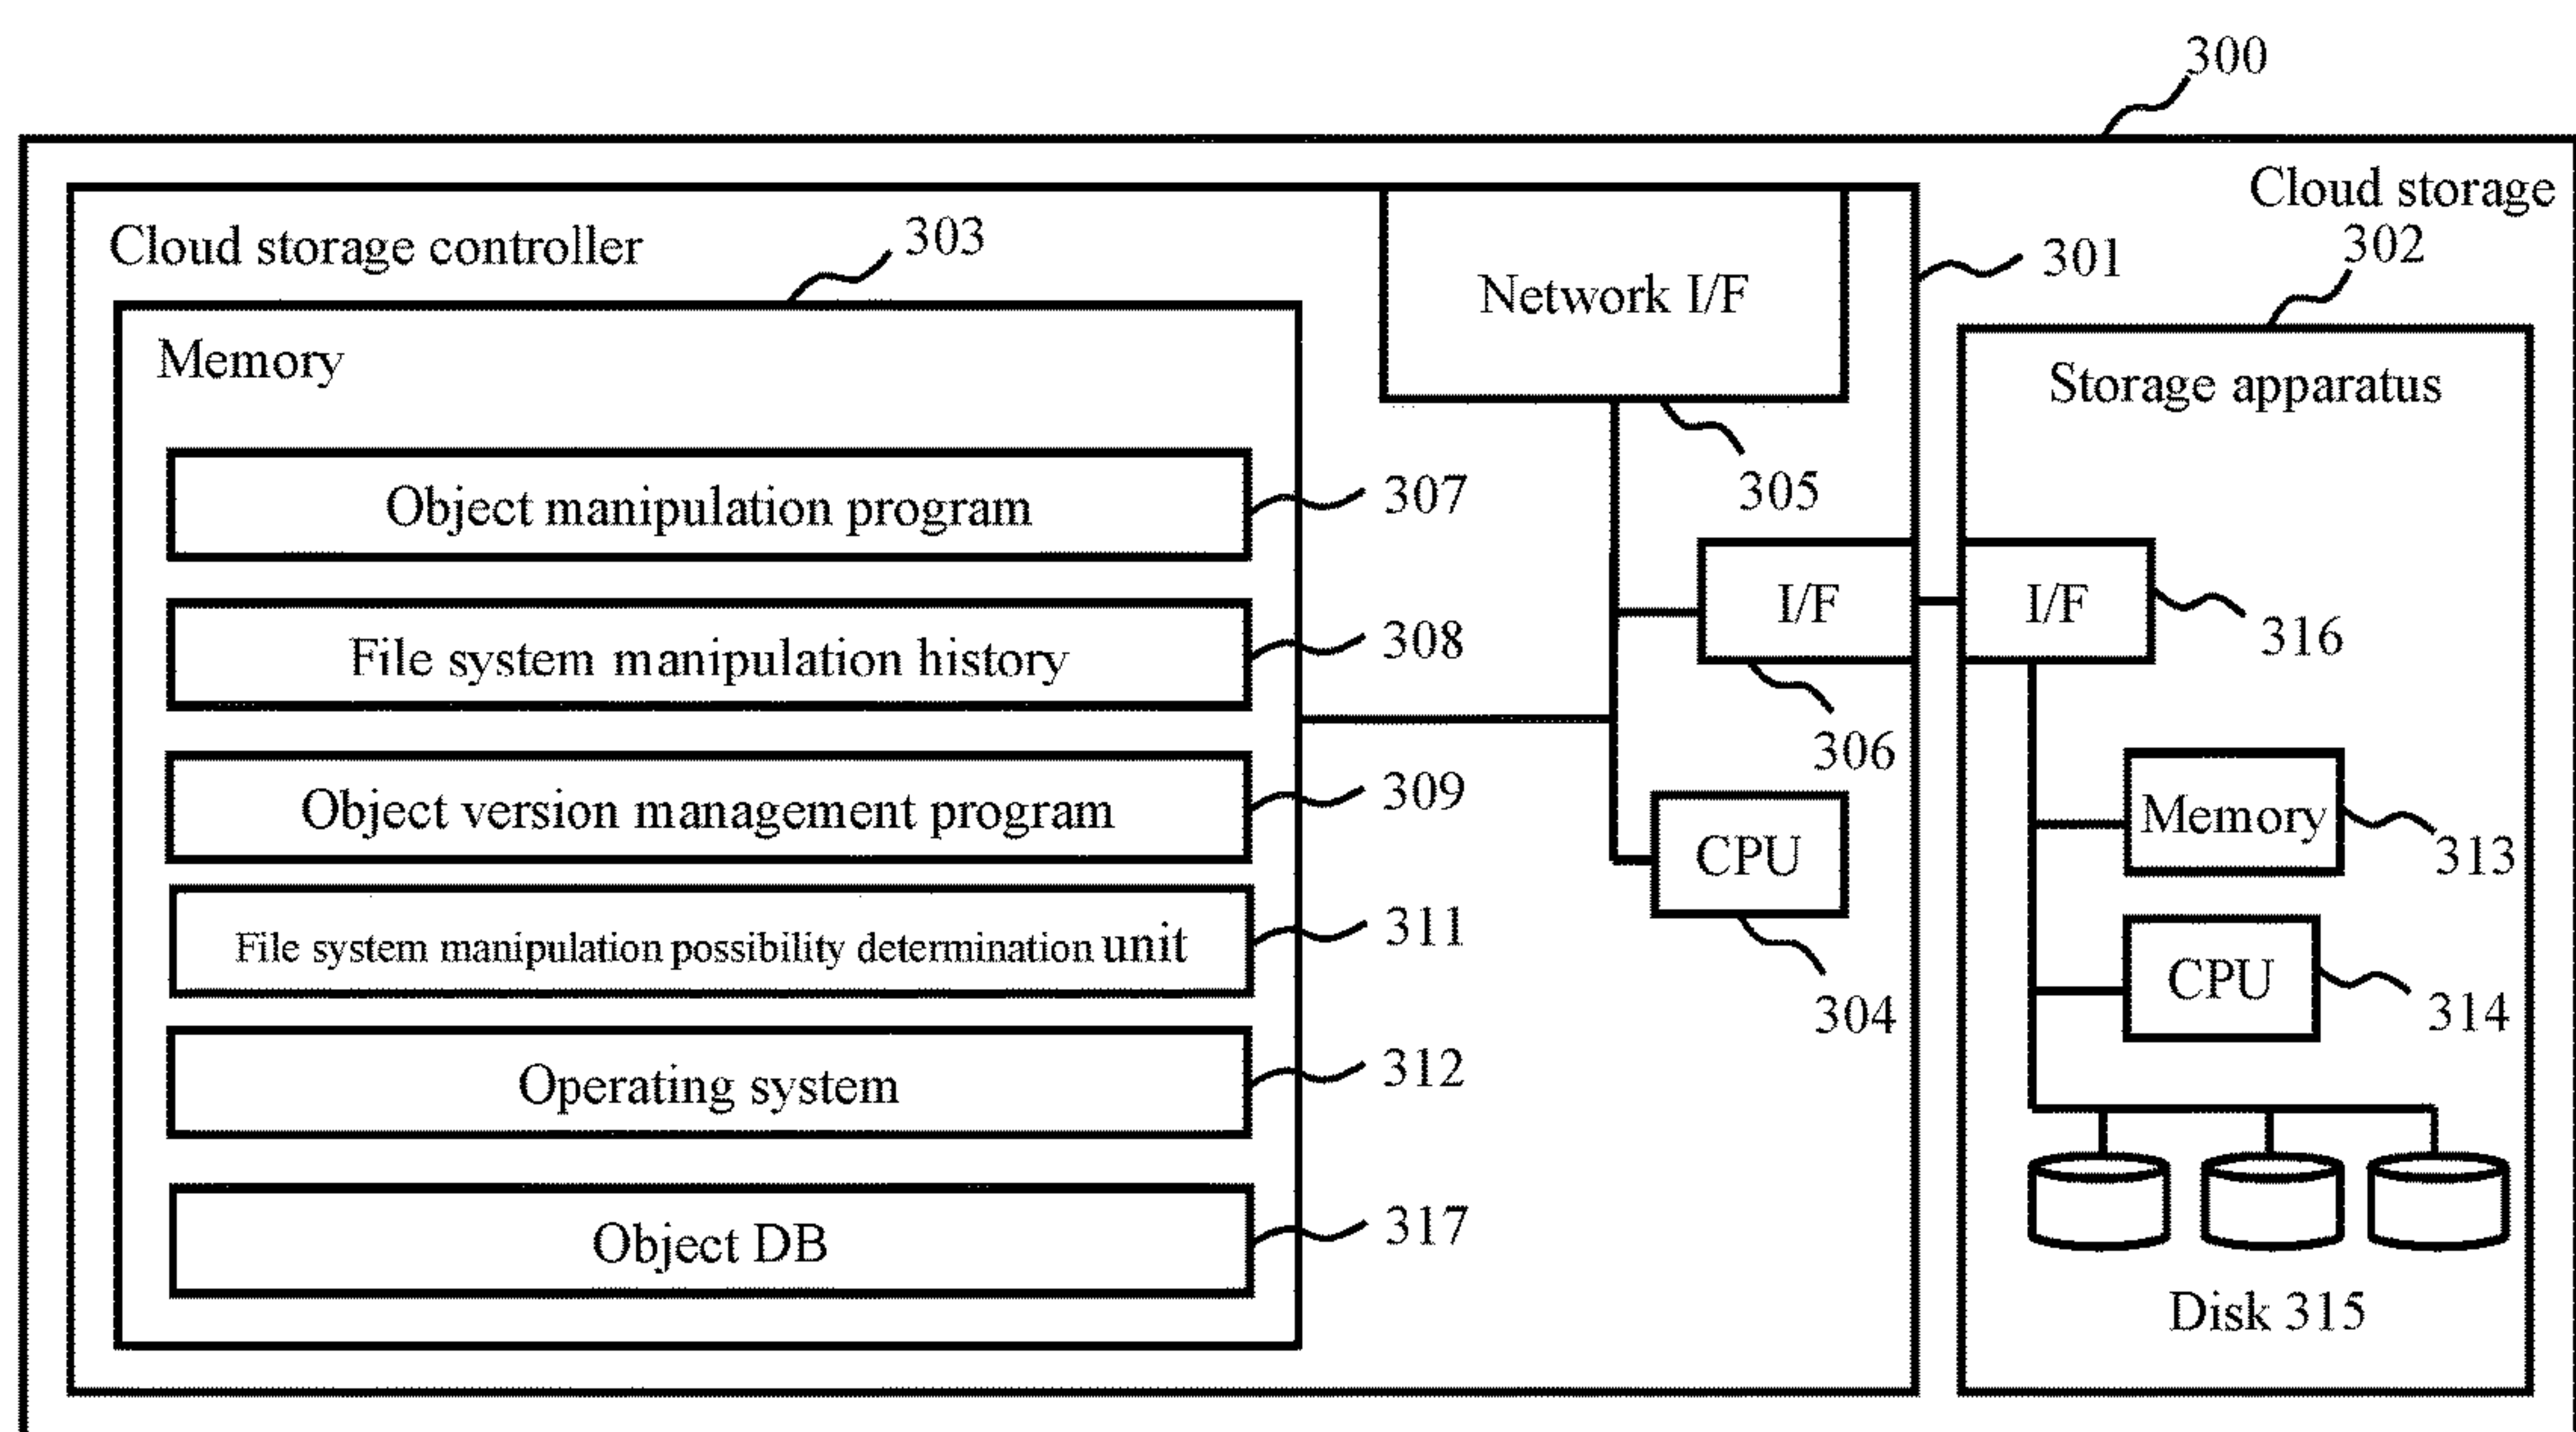 300
Cloud storage
Cloud storage controller
303
301
302
Network I/F
Memory
Storage apparatus
305
Object manipulation program
307
I/F
I/F
316
File system manipulation history
308
306
Object version management program
309
CPU
304
Memory
313
File system manipulation possibility determination unit
311
CPU
314
Operating system
312
Object DB
317
Disk 315